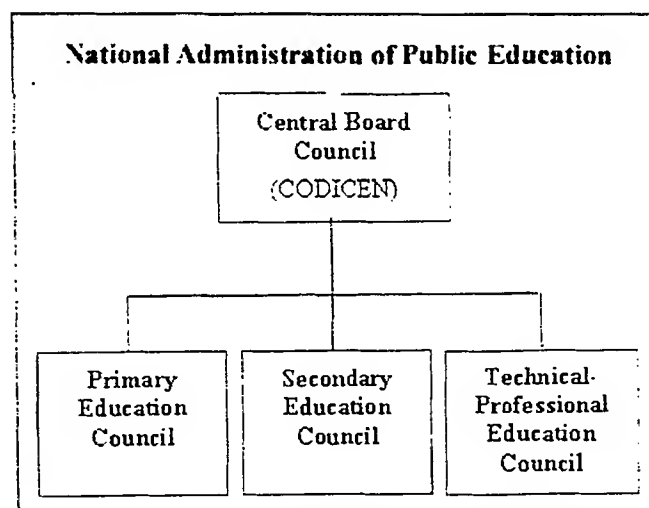 National Administration of Public Education
Central Board
Council
(CODICEN)
Primary
Education
Council
Secondary
Education
Council
Technical-
Professional
Education
Council